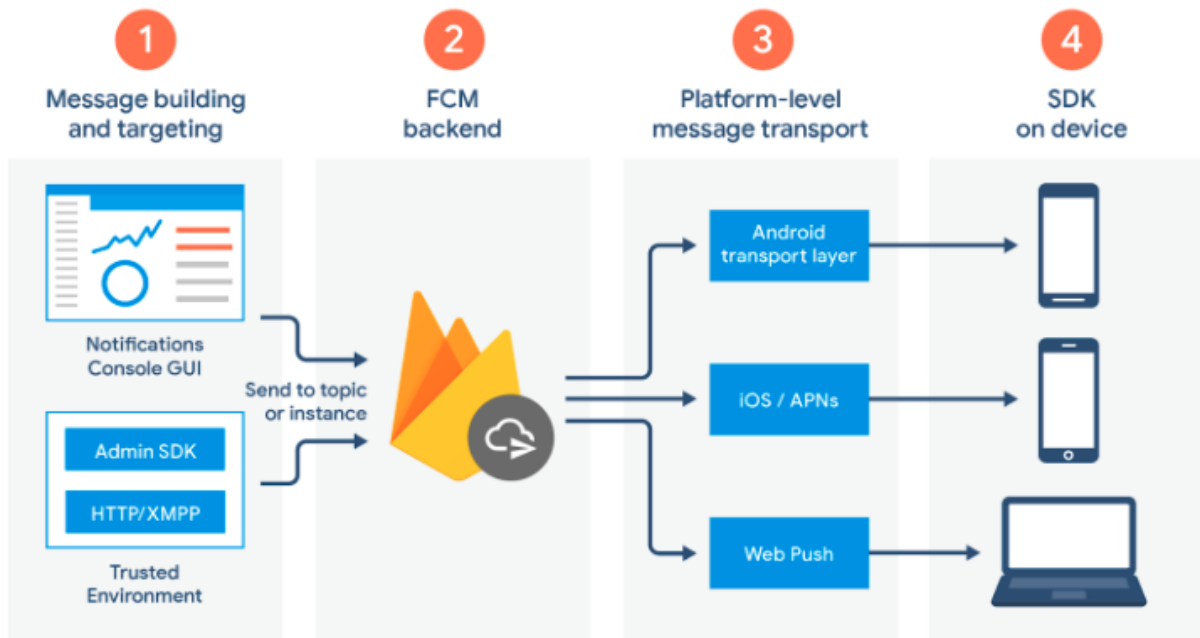 1
Message building
and targeting
2
FCM
backend
3
Platform-level
message transport
4
SDK
on device
Notifications
Console GUI
Send to topic
or instance
Admin SDK
HTTP/XMPP
Trusted
Environment
Android
transport layer
iOS / APNs
Web Push